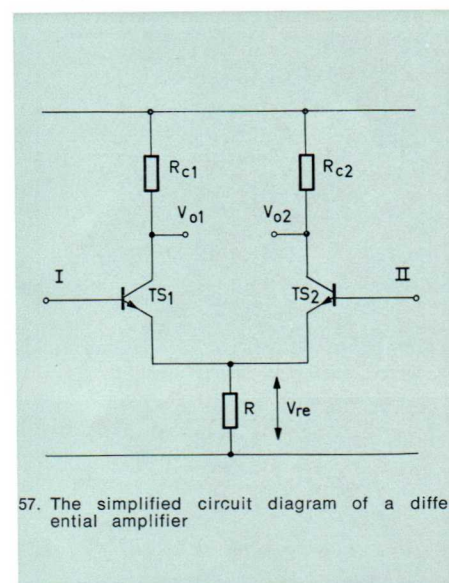 Rc1
Rc2
Vo1
Vo2
I
II
TS1
TS2
R
Vre
57. The simplified circuit diagram of a diffe
ential amplifier